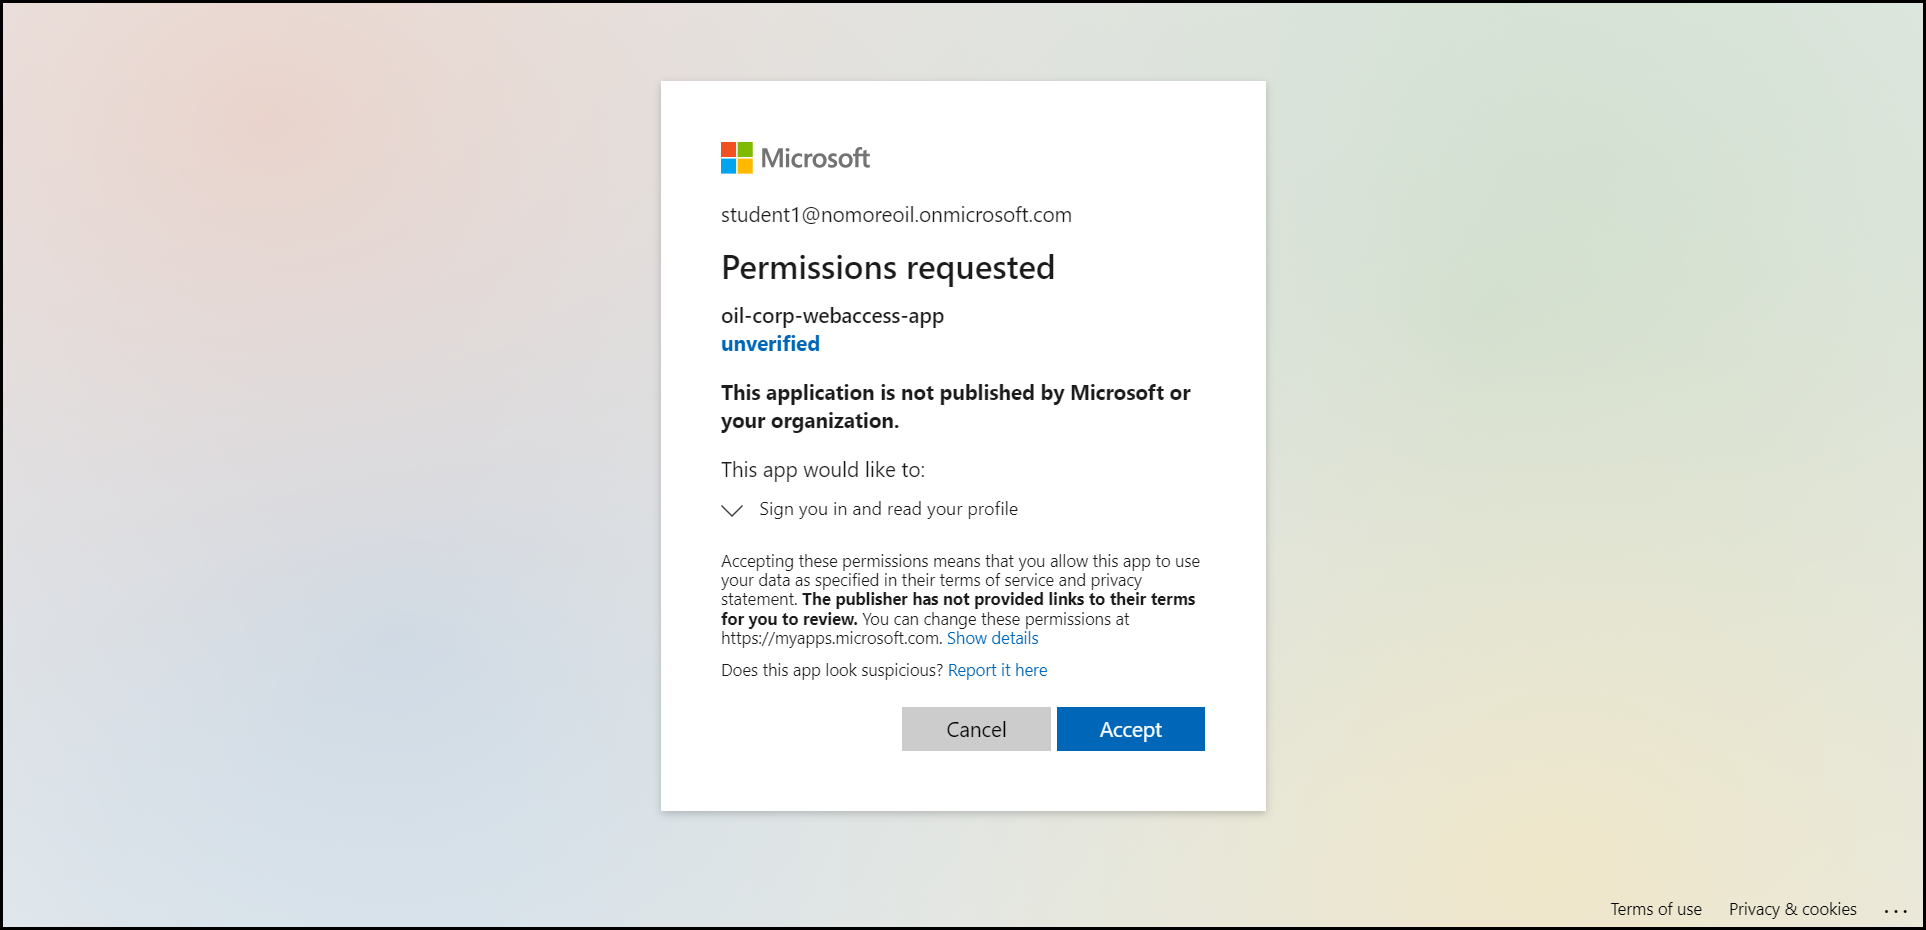 Microsoft
student1@nomoreoil.onmicrosoft.com
Permissions requested
oil-corp-webaccess-app
unverified
This application is not published by Microsoft or
your organization.
This app would like to:
Sign you in and read your profile
Accepting these permissions means that you allow this app to use
your data as specified in their terms of service and privacy
statement. The publisher has not provided links to their terms
for you to review. You can change these permissions at
https://myapps.microsoft.com. Show details
Does this app look suspicious? Report it here
Cancel Accept
Terms of use Privacy & cookies ...